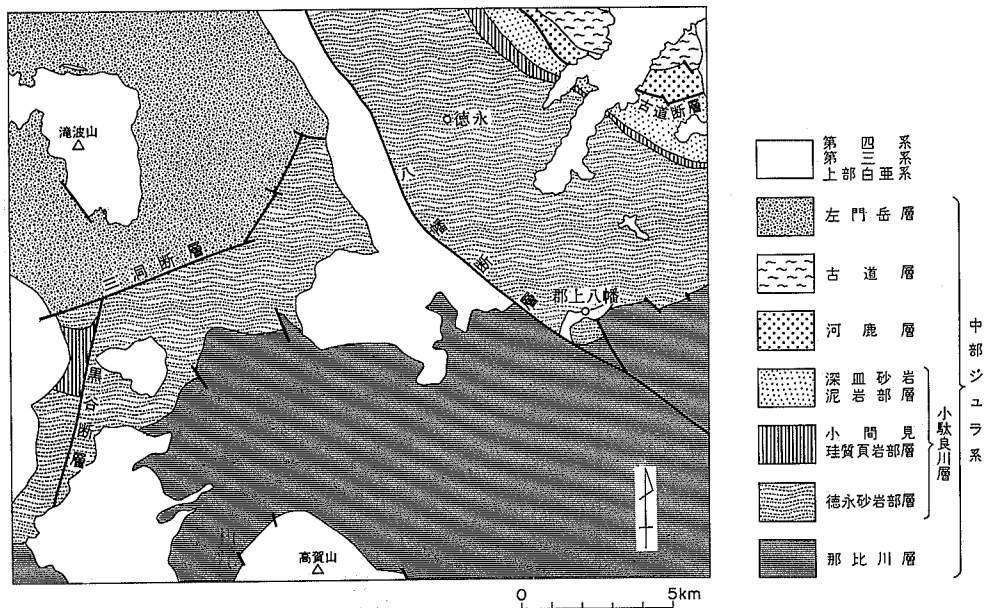 滝波山
徳永
古道断層
八
断
層
二間手断層
郡上八幡
黒谷断層
高賀山
0 5km
第四系
第三系
上部白亜系
左門岳層
古道層
河鹿層
深皿砂岩
泥岩部層
小間見
珪質頁岩部層
徳永砂岩部層
那比川層
小駄良川層
中部ジュラ系